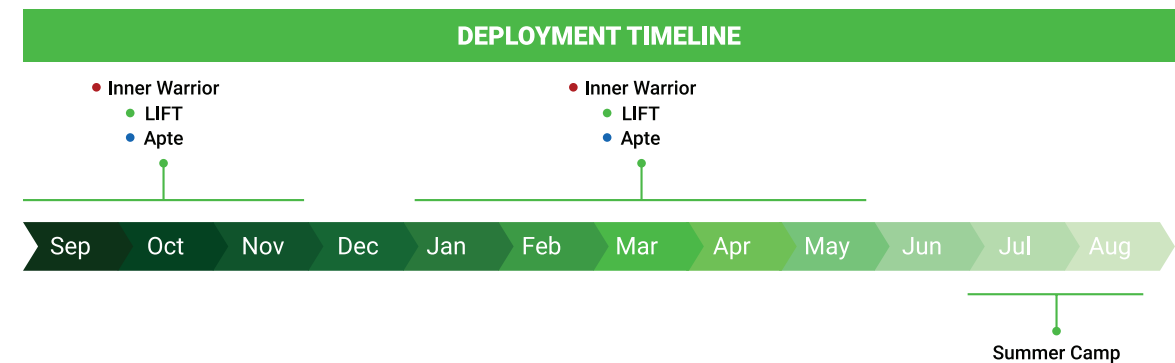 DEPLOYMENT TIMELINE
Inner Warrior
LIFT
Apte
Inner Warrior
LIFT
Apte
Sep Oct Nov Dec Jan Feb Mar Apr May Jun Jul Aug
Summer Camp